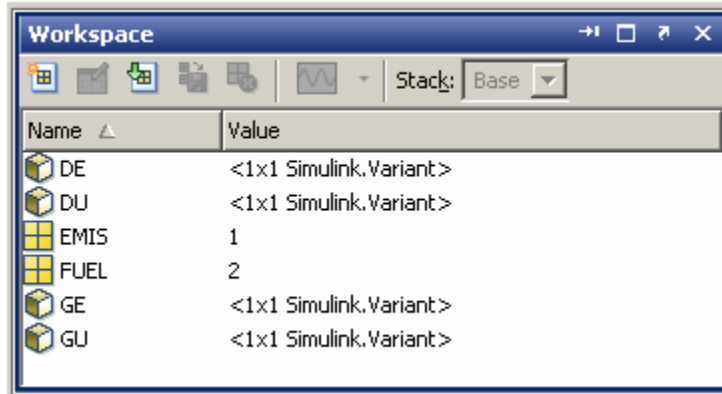 Workspace
Stack: Base
Name Value
DE <1x1 Simulink.Variant>
DU <1x1 Simulink.Variant>
EMIS 1
FUEL 2
GE <1x1 Simulink.Variant>
GU <1x1 Simulink.Variant>